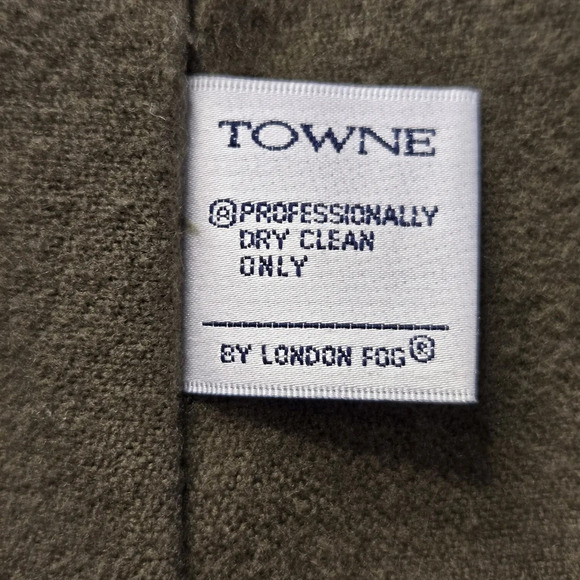 TOWNE
®PROFESSIONALLY
DRY CLEAN
ONLY
BY LONDON FOG®